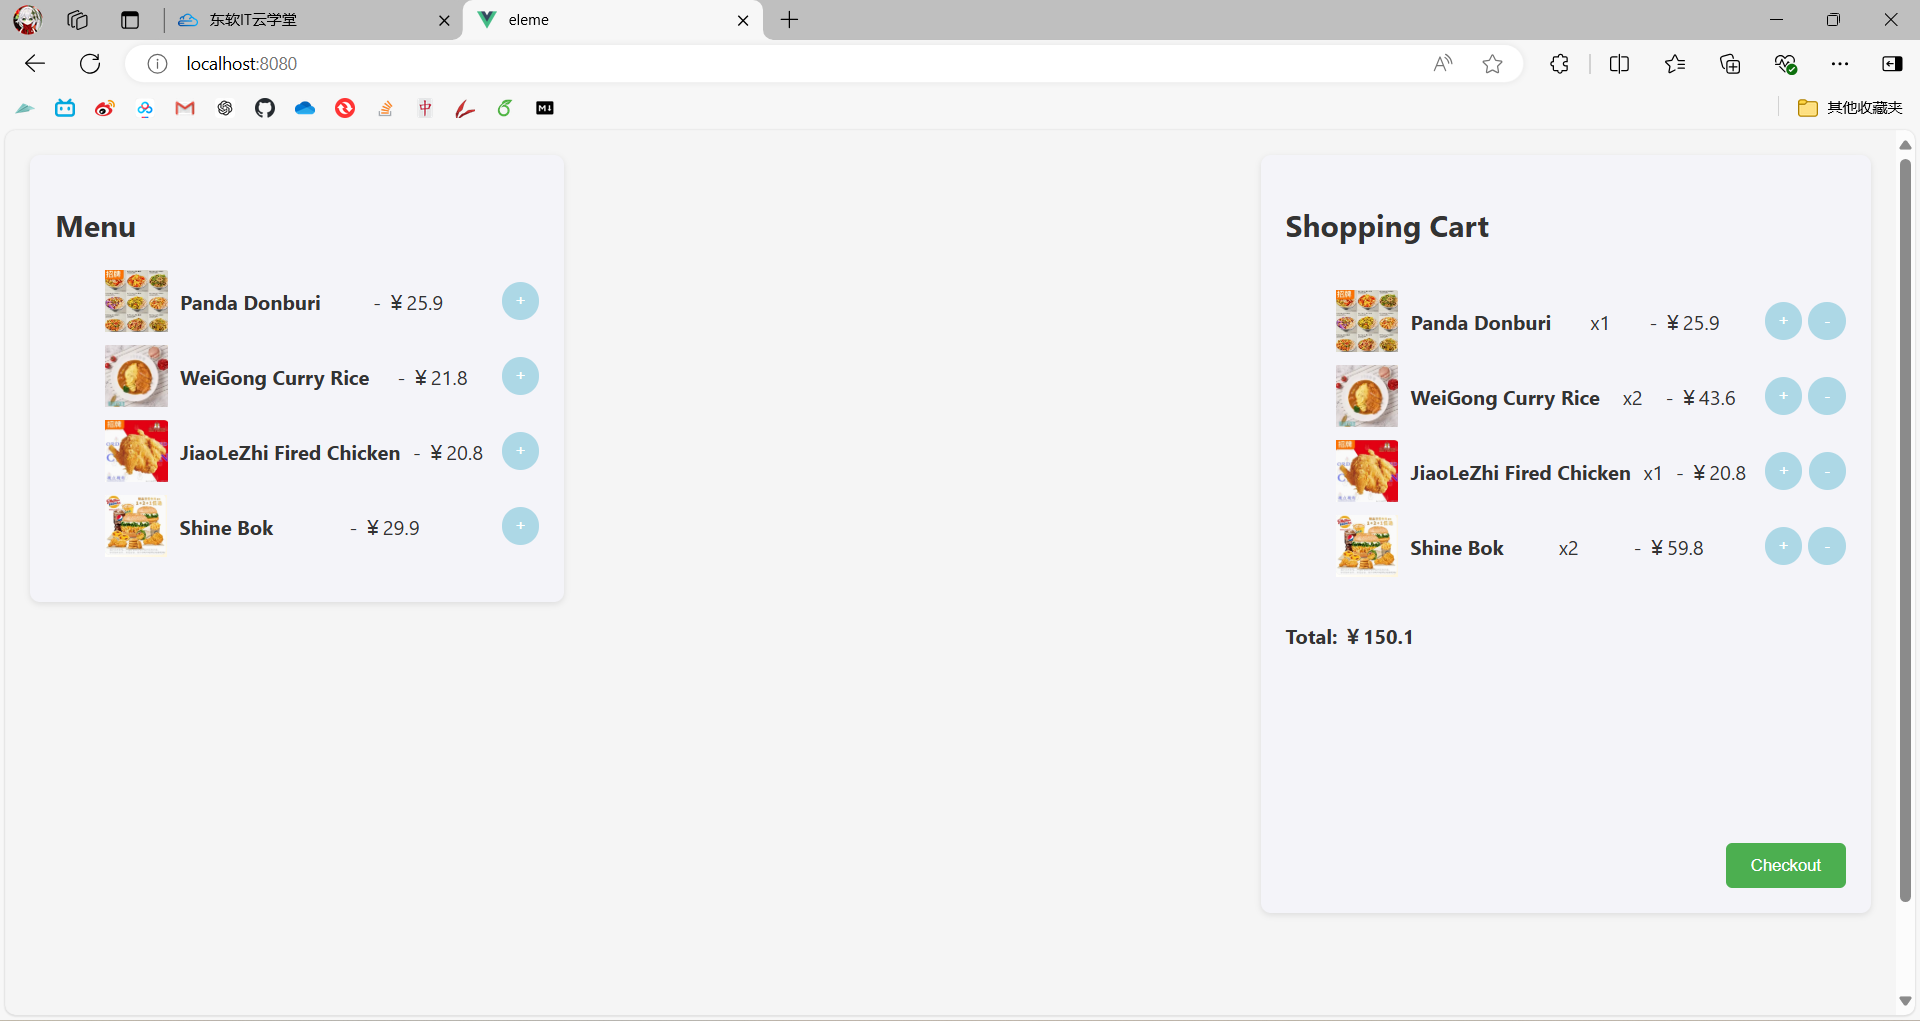 东软IT云学堂
eleme
localhost:8080
其他收藏夹
Menu
Panda Donburi - ￥25.9 +
WeiGong Curry Rice - ￥21.8 +
JiaoLeZhi Fired Chicken - ￥20.8 +
Shine Bok - ￥29.9 +
Shopping Cart
Panda Donburi x1 - ￥25.9 + -
WeiGong Curry Rice x2 - ￥43.6 + -
JiaoLeZhi Fired Chicken x1 - ￥20.8 + -
Shine Bok x2 - ￥59.8 + -
Total: ￥150.1
Checkout